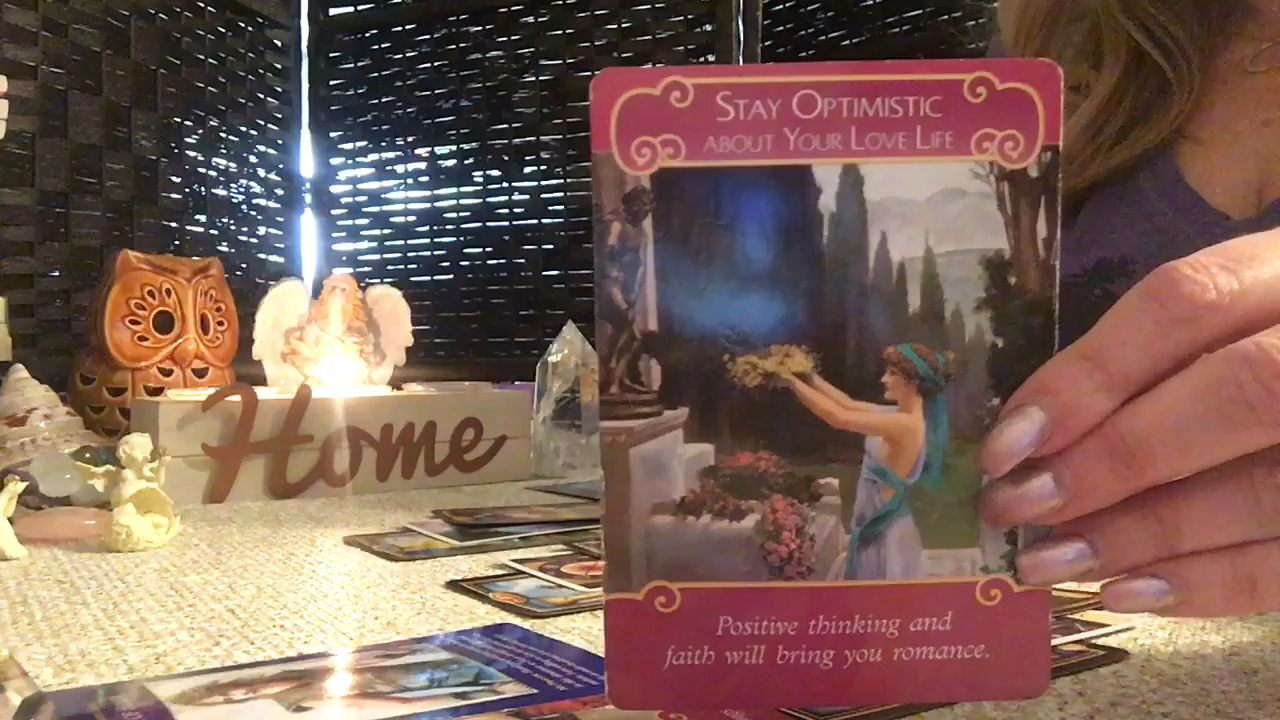 STAY OPTIMISTIC
ABOUT YOUR LOVE LIFE
Home
Positive thinking and
faith will bring you romance.